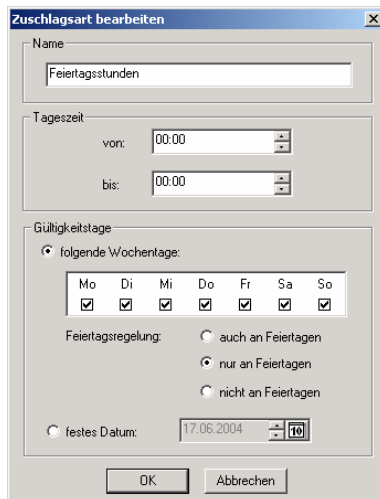 Zuschlagsart bearbeiten
Name
Feiertagsstunden
Tageszeit
von: 00:00
bis: 00:00
Gültigkeitstage
folgende Wochentage:
Mo Di Mi Do Fr Sa So
Feiertagsregelung: auch an Feiertagen
nur an Feiertagen
nicht an Feiertagen
festes Datum: 17.06.2004 10
OK Abbrechen